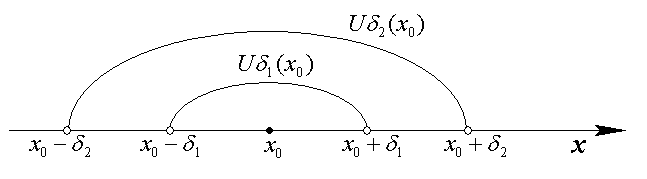 Uδ₂(x₀)
Uδ₁(x₀)
x₀ − δ₂ x₀ − δ₁ x₀ x₀ + δ₁ x₀ + δ₂ x